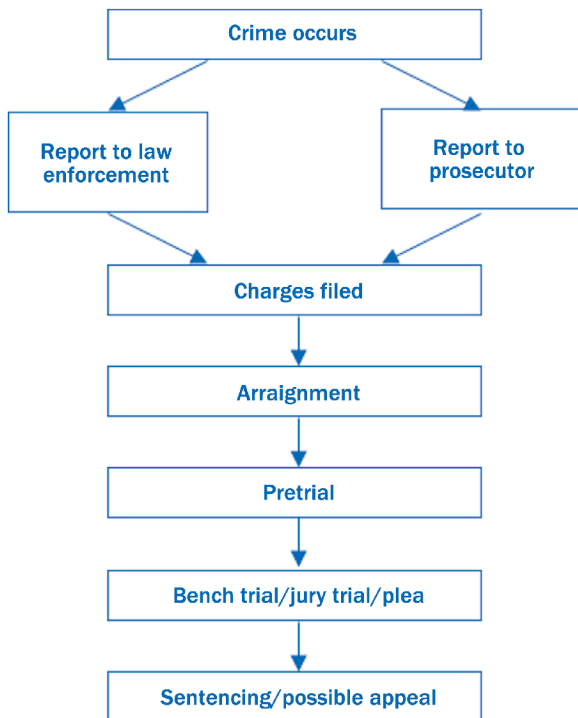 Crime occurs
Report to law
enforcement
Report to
prosecutor
Charges filed
Arraignment
Pretrial
Bench trial/jury trial/plea
Sentencing/possible appeal